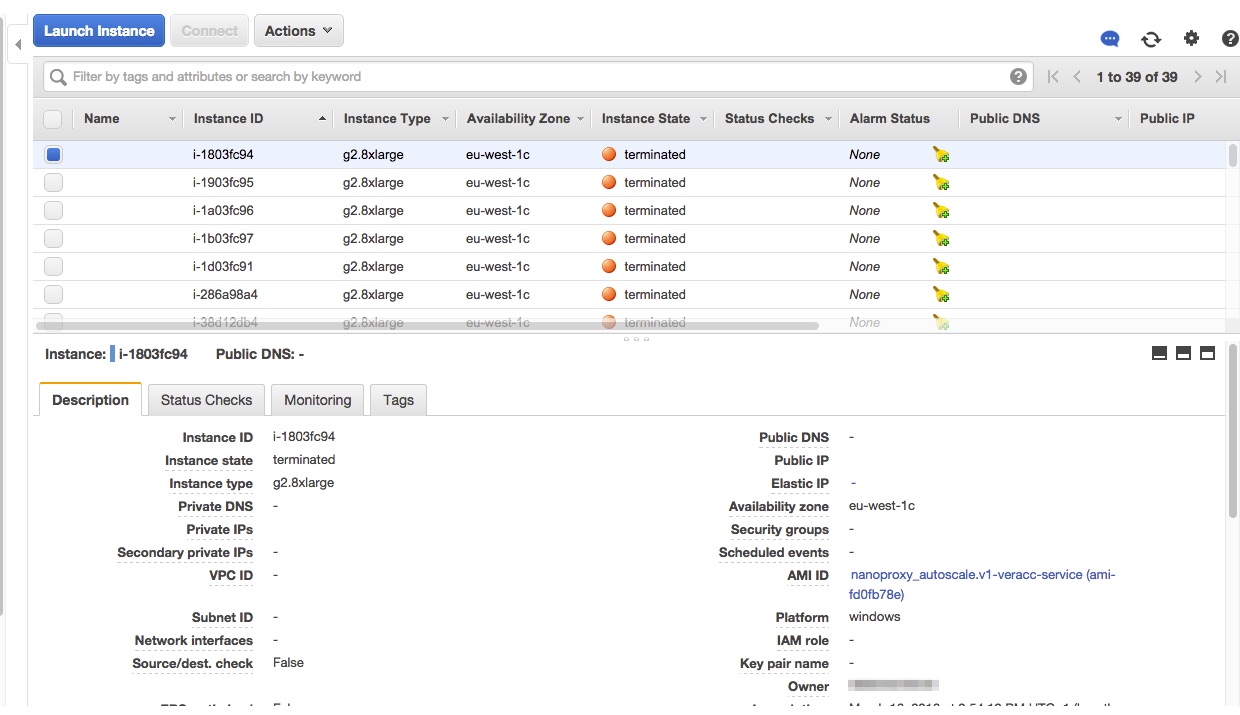 Launch Instance Connect Actions
Filter by tags and attributes or search by keyword 1 to 39 of 39
Name Instance ID Instance Type Availability Zone Instance State Status Checks Alarm Status Public DNS Public IP
i-1803fc94 g2.8xlarge eu-west-1c terminated None
i-1903fc95 g2.8xlarge eu-west-1c terminated None
i-1a03fc96 g2.8xlarge eu-west-1c terminated None
i-1b03fc97 g2.8xlarge eu-west-1c terminated None
i-1d03fc91 g2.8xlarge eu-west-1c terminated None
i-286a98a4 g2.8xlarge eu-west-1c terminated None
i-38d12db4 g2.8xlarge eu-west-1c terminated None
Instance: i-1803fc94 Public DNS: -
Description Status Checks Monitoring Tags
Instance ID i-1803fc94 Public DNS -
Instance state terminated Public IP
Instance type g2.8xlarge Elastic IP -
Private DNS - Availability zone eu-west-1c
Private IPs Security groups -
Secondary private IPs - Scheduled events -
VPC ID - AMI ID nanoproxy_autoscale.v1-veracc-service (ami-
fd0fb78e)
Subnet ID - Platform windows
Network interfaces - IAM role -
Source/dest. check False Key pair name -
Owner